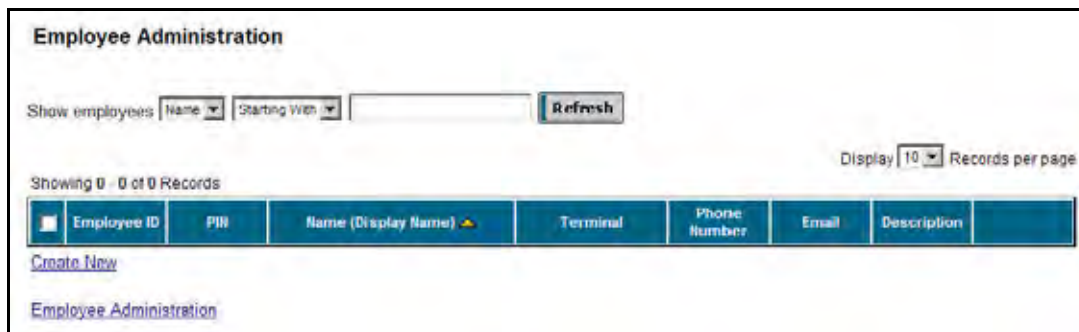 Employee Administration
Show employees Name Starting With Refresh
Display 10 Records per page
Showing 0 - 0 of 0 Records
Employee ID PIN Name (Display Name) Terminal Phone Number Email Description
Create New
Employee Administration